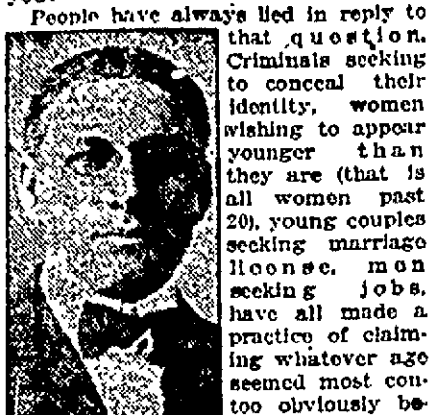 People have always lied in reply to
that question.
Criminals seeking
to conceal their
identity, women
wishing to appear
younger than
they are (that is
all women past
20), young couples
seeking marriage
license, men
seeking jobs,
have all made a
practice of claim-
ing whatever age
seemed most con-
too obviously be-